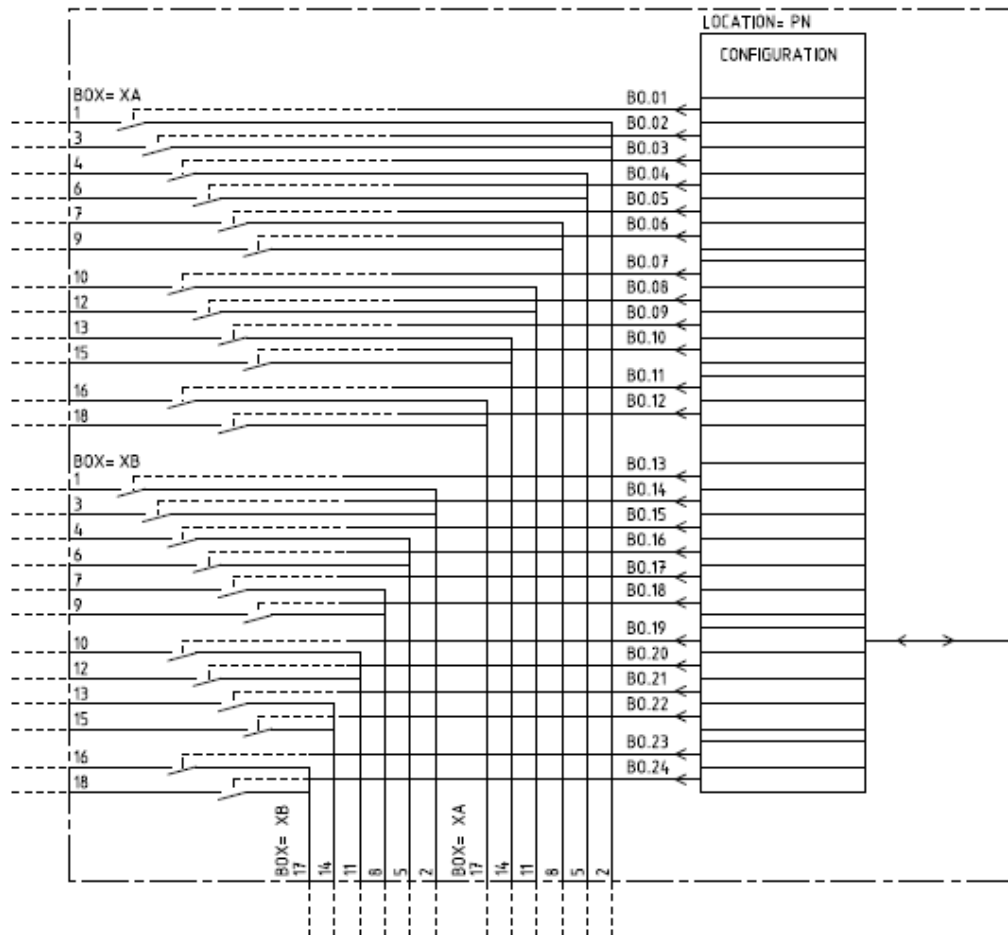 LOCATION= PN
CONFIGURATION
BOX= XA
BO.01
1
BO.02
3
BO.03
4
BO.04
6
BO.05
7
BO.06
9
BO.07
10
BO.08
12
BO.09
13
BO.10
15
BO.11
16
BO.12
18
BOX= XB
BO.13
1
BO.14
3
BO.15
4
BO.16
6
BO.17
7
BO.18
9
BO.19
10
BO.20
12
BO.21
13
BO.22
15
BO.23
16
BO.24
18
BOX= XB
17
14
11
8
5
2
BOX= XA
17
14
11
8
5
2